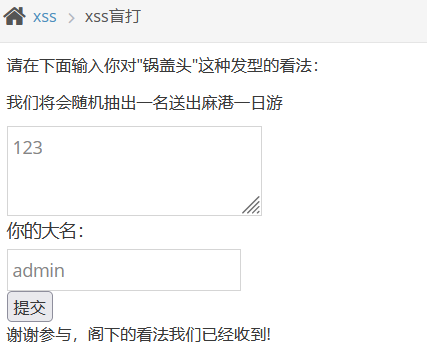 xss > xss盲打
请在下面输入你对"锅盖头"这种发型的看法：
我们将会随机抽出一名送出麻港一日游
123
你的大名：
admin
提交
谢谢参与，阁下的看法我们已经收到!